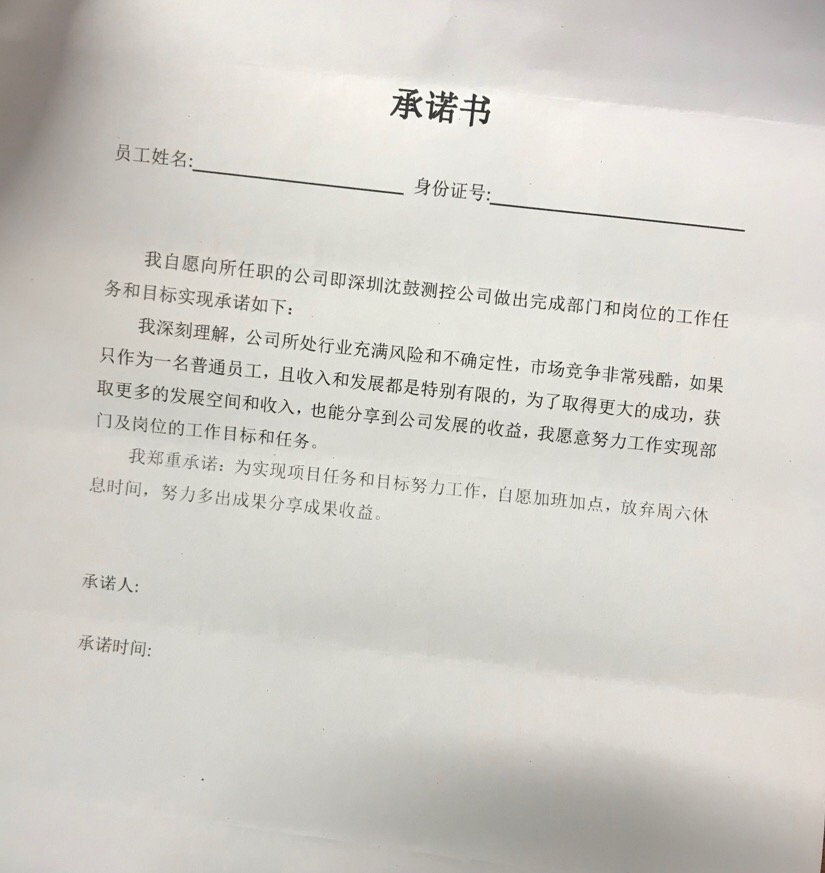 承诺书
员工姓名: 身份证号:
我自愿向所任职的公司即深圳沈鼓测控公司做出完成部门和岗位的工作任
务和目标实现承诺如下：
我深刻理解，公司所处行业充满风险和不确定性，市场竞争非常残酷，如果
只作为一名普通员工，且收入和发展都是特别有限的，为了取得更大的成功，获
取更多的发展空间和收入，也能分享到公司发展的收益，我愿意努力工作实现部
门及岗位的工作目标和任务。
我郑重承诺：为实现项目任务和目标努力工作，自愿加班加点，放弃周六休
息时间，努力多出成果分享成果收益。
承诺人:
承诺时间: